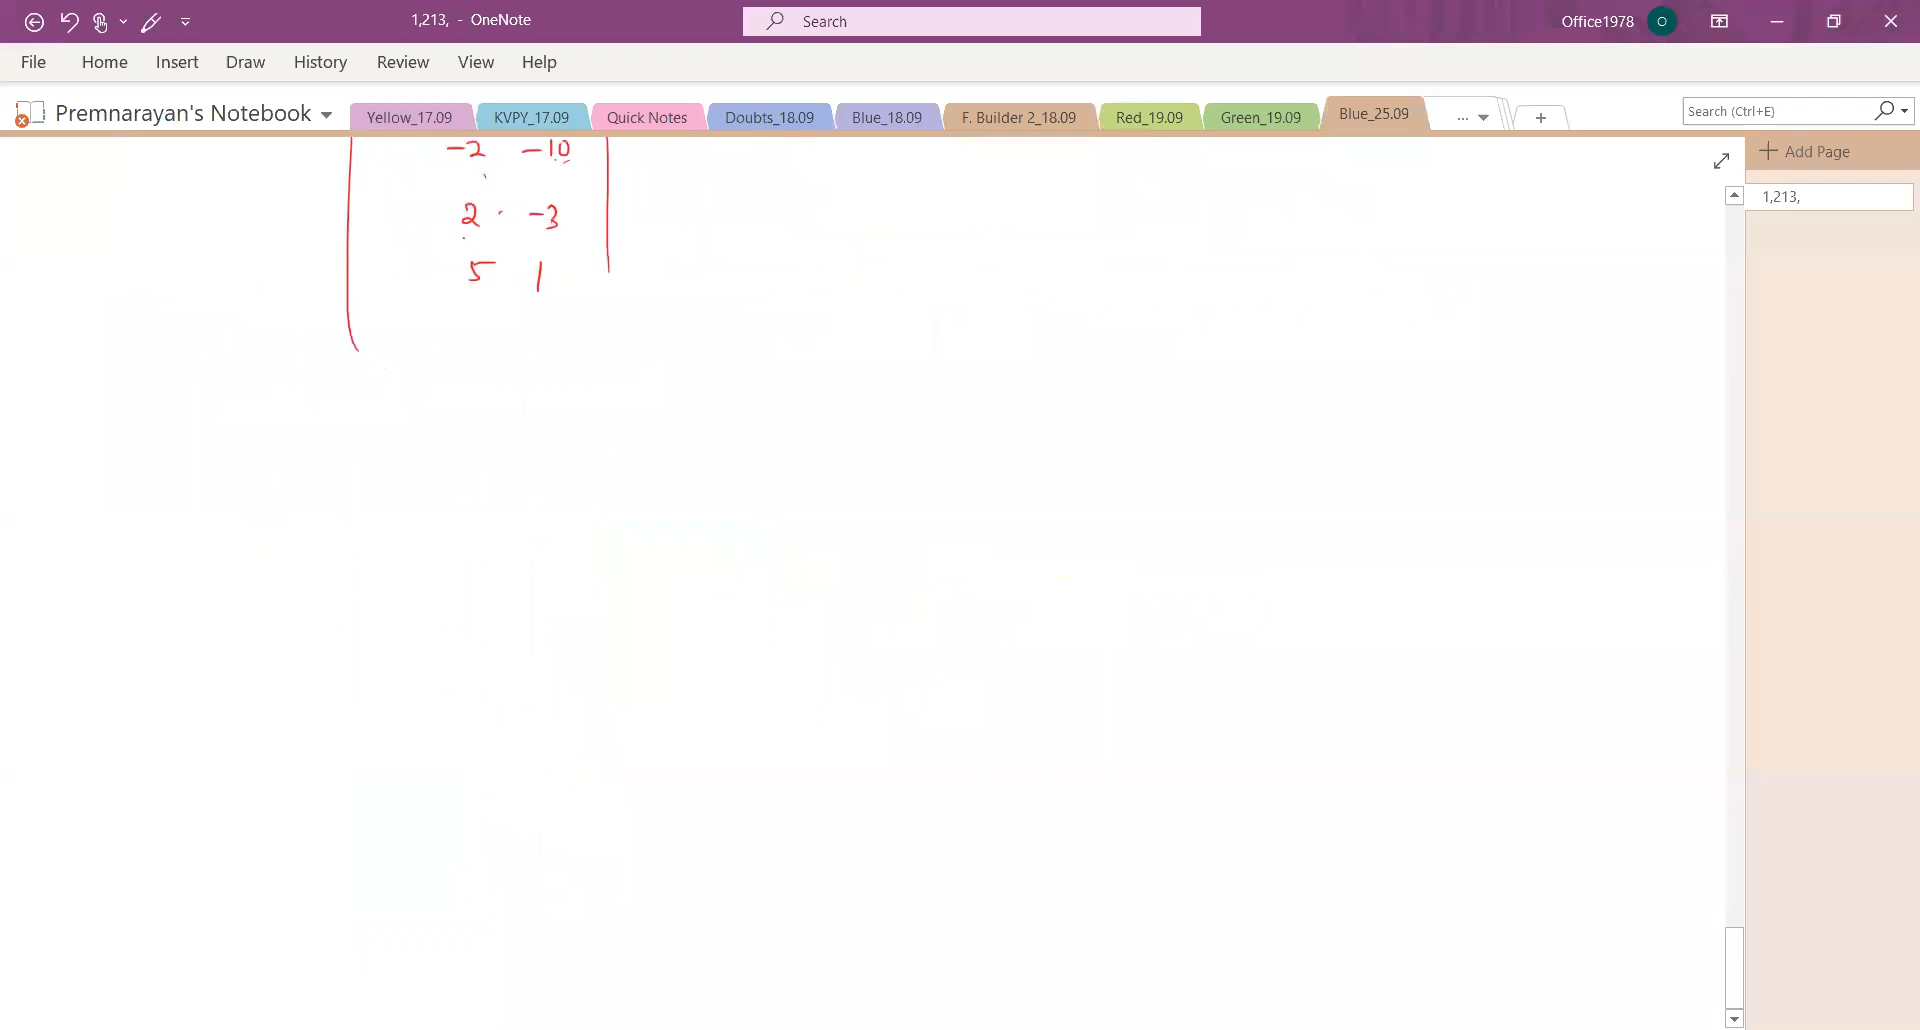 1,213, - OneNote
Search
Office1978
O
File Home Insert Draw History Review View Help
Premnarayan's Notebook
Yellow_17.09 KVPY_17.09 Quick Notes Doubts_18.09 Blue_18.09 F. Builder 2_18.09 Red_19.09 Green_19.09 Blue_25.09 ...
Search (Ctrl+E)
Add Page
1,213,
-2 -10
2 -3
5 1